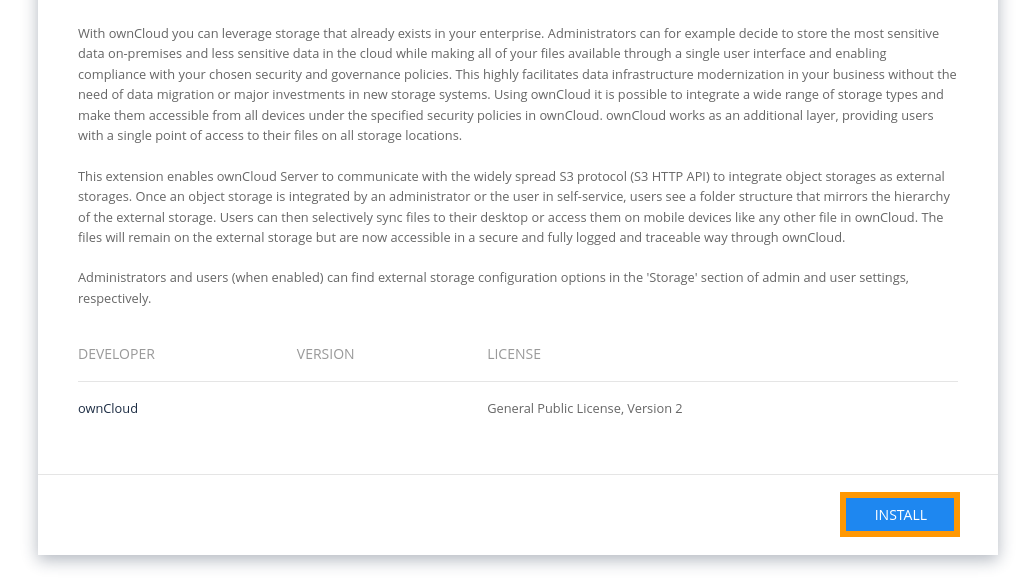 With ownCloud you can leverage storage that already exists in your enterprise. Administrators can for example decide to store the most sensitive
data on-premises and less sensitive data in the cloud while making all of your files available through a single user interface and enabling
compliance with your chosen security and governance policies. This highly facilitates data infrastructure modernization in your business without the
need of data migration or major investments in new storage systems. Using ownCloud it is possible to integrate a wide range of storage types and
make them accessible from all devices under the specified security policies in ownCloud. ownCloud works as an additional layer, providing users
with a single point of access to their files on all storage locations.
This extension enables ownCloud Server to communicate with the widely spread S3 protocol (S3 HTTP API) to integrate object storages as external
storages. Once an object storage is integrated by an administrator or the user in self-service, users see a folder structure that mirrors the hierarchy
of the external storage. Users can then selectively sync files to their desktop or access them on mobile devices like any other file in ownCloud. The
files will remain on the external storage but are now accessible in a secure and fully logged and traceable way through ownCloud.
Administrators and users (when enabled) can find external storage configuration options in the 'Storage' section of admin and user settings,
respectively.
DEVELOPER VERSION LICENSE
ownCloud General Public License, Version 2
INSTALL